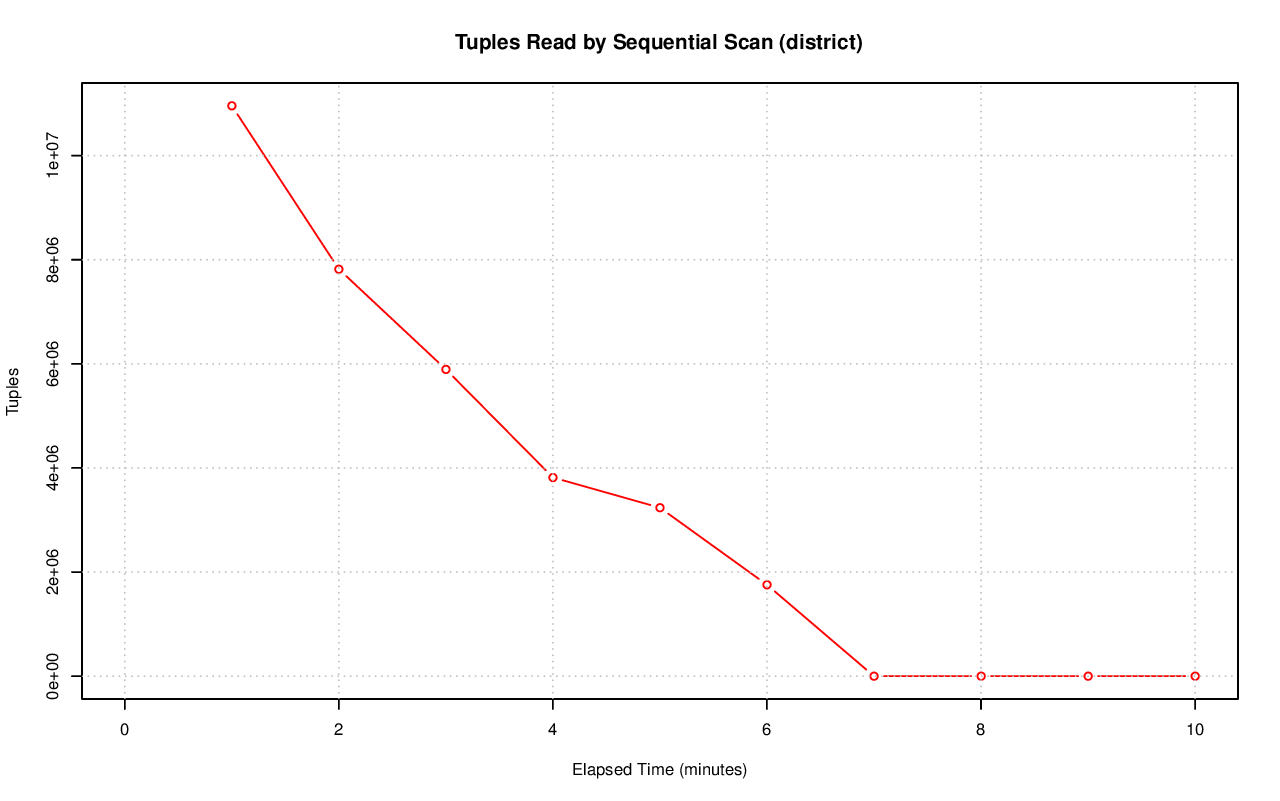 Tuples Read by Sequential Scan (district)
Tuples
1e+07
8e+06
6e+06
4e+06
2e+06
0e+00
0 2 4 6 8 10
Elapsed Time (minutes)